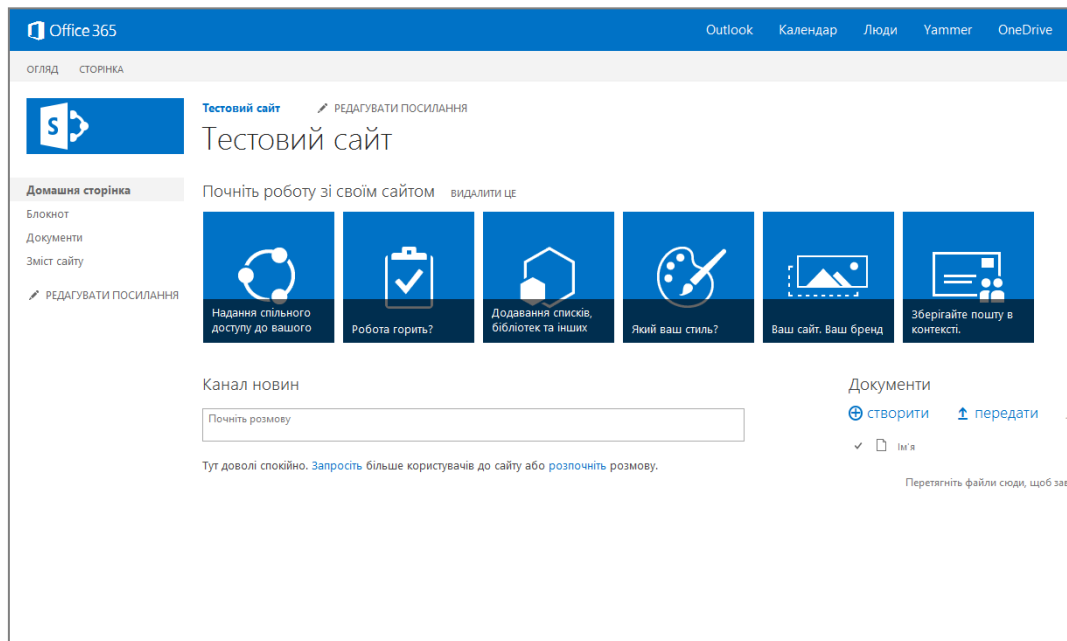 Office 365
Outlook Календар Люди Yammer OneDrive
ОГЛЯД СТОРІНКА
S
Тестовий сайт РЕДАГУВАТИ ПОСИЛАННЯ
Тестовий сайт
Домашня сторінка
Блокнот
Документи
Зміст сайту
РЕДАГУВАТИ ПОСИЛАННЯ
Почніть роботу зі своїм сайтом ВИДАЛИТИ ЦЕ
Надання спільного
доступу до вашого
Робота горить?
Додавання списків,
бібліотек та інших
Який ваш стиль?
Ваш сайт. Ваш бренд
Зберігайте пошту в
контексті.
Канал новин
Почніть розмову
Тут доволі спокійно. Запросіть більше користувачів до сайту або розпочніть розмову.
Документи
створити передати
Ім'я
Перетягніть файли сюди, щоб зав